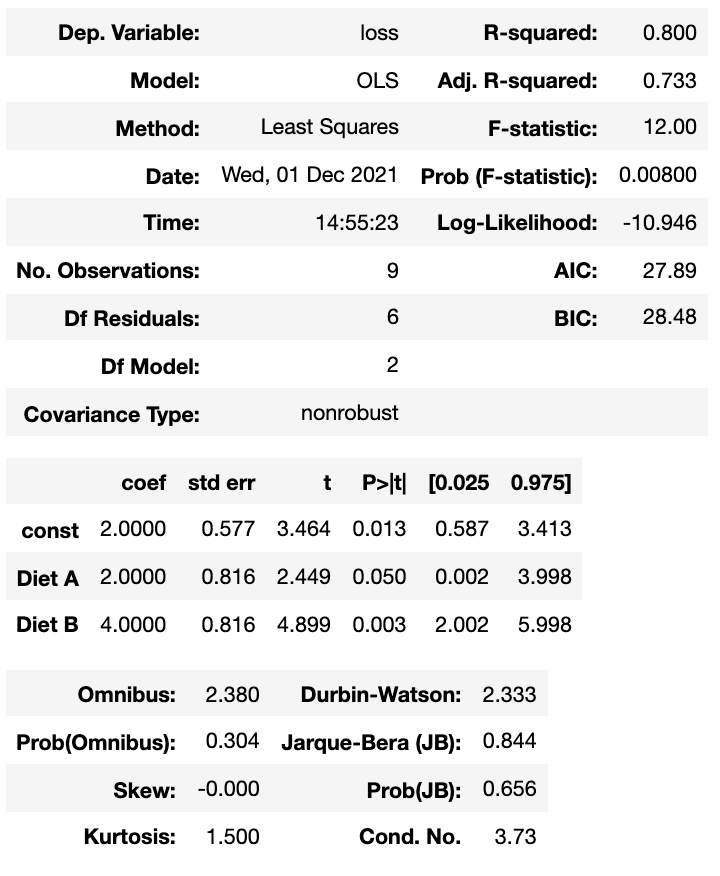 Dep. Variable: loss R-squared: 0.800
Model: OLS Adj. R-squared: 0.733
Method: Least Squares F-statistic: 12.00
Date: Wed, 01 Dec 2021 Prob (F-statistic): 0.00800
Time: 14:55:23 Log-Likelihood: -10.946
No. Observations: 9 AIC: 27.89
Df Residuals: 6 BIC: 28.48
Df Model: 2
Covariance Type: nonrobust
coef std err t P>|t| [0.025 0.975]
const 2.0000 0.577 3.464 0.013 0.587 3.413
Diet A 2.0000 0.816 2.449 0.050 0.002 3.998
Diet B 4.0000 0.816 4.899 0.003 2.002 5.998
Omnibus: 2.380 Durbin-Watson: 2.333
Prob(Omnibus): 0.304 Jarque-Bera (JB): 0.844
Skew: -0.000 Prob(JB): 0.656
Kurtosis: 1.500 Cond. No. 3.73